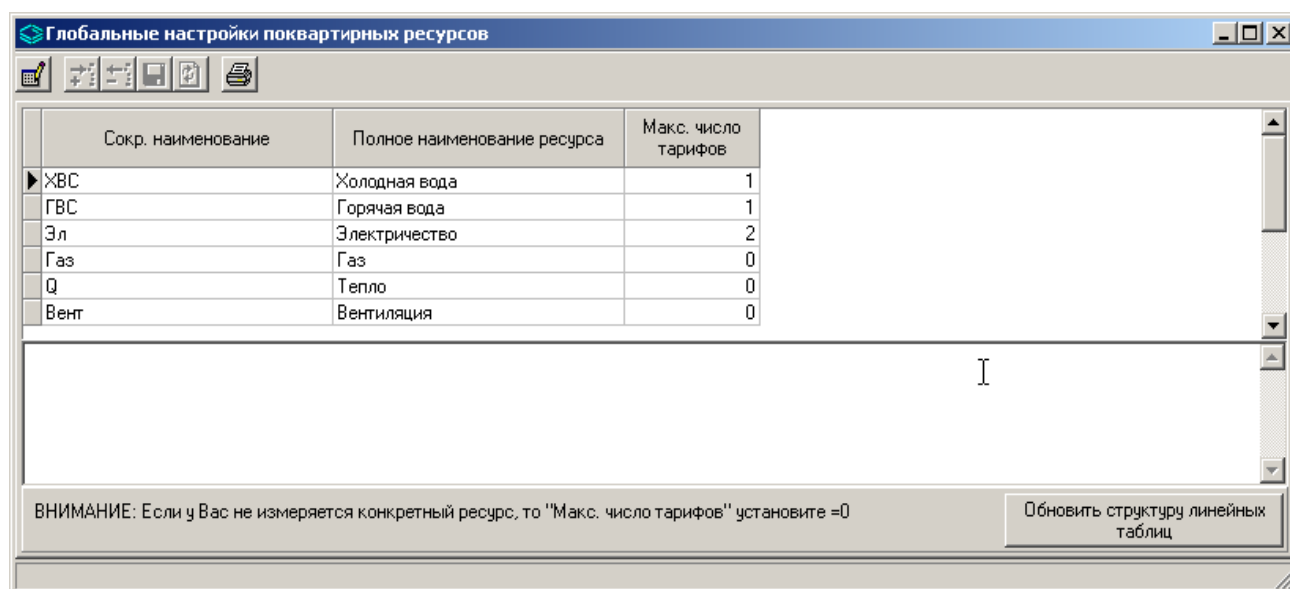 Глобальные настройки поквартирных ресурсов
Сокр. наименование Полное наименование ресурса Макс. число тарифов
ХВС Холодная вода 1
ГВС Горячая вода 1
Эл Электричество 2
Газ Газ 0
Q Тепло 0
Вент Вентиляция 0
ВНИМАНИЕ: Если у Вас не измеряется конкретный ресурс, то "Макс. число тарифов" установите =0
Обновить структуру линейных
таблиц